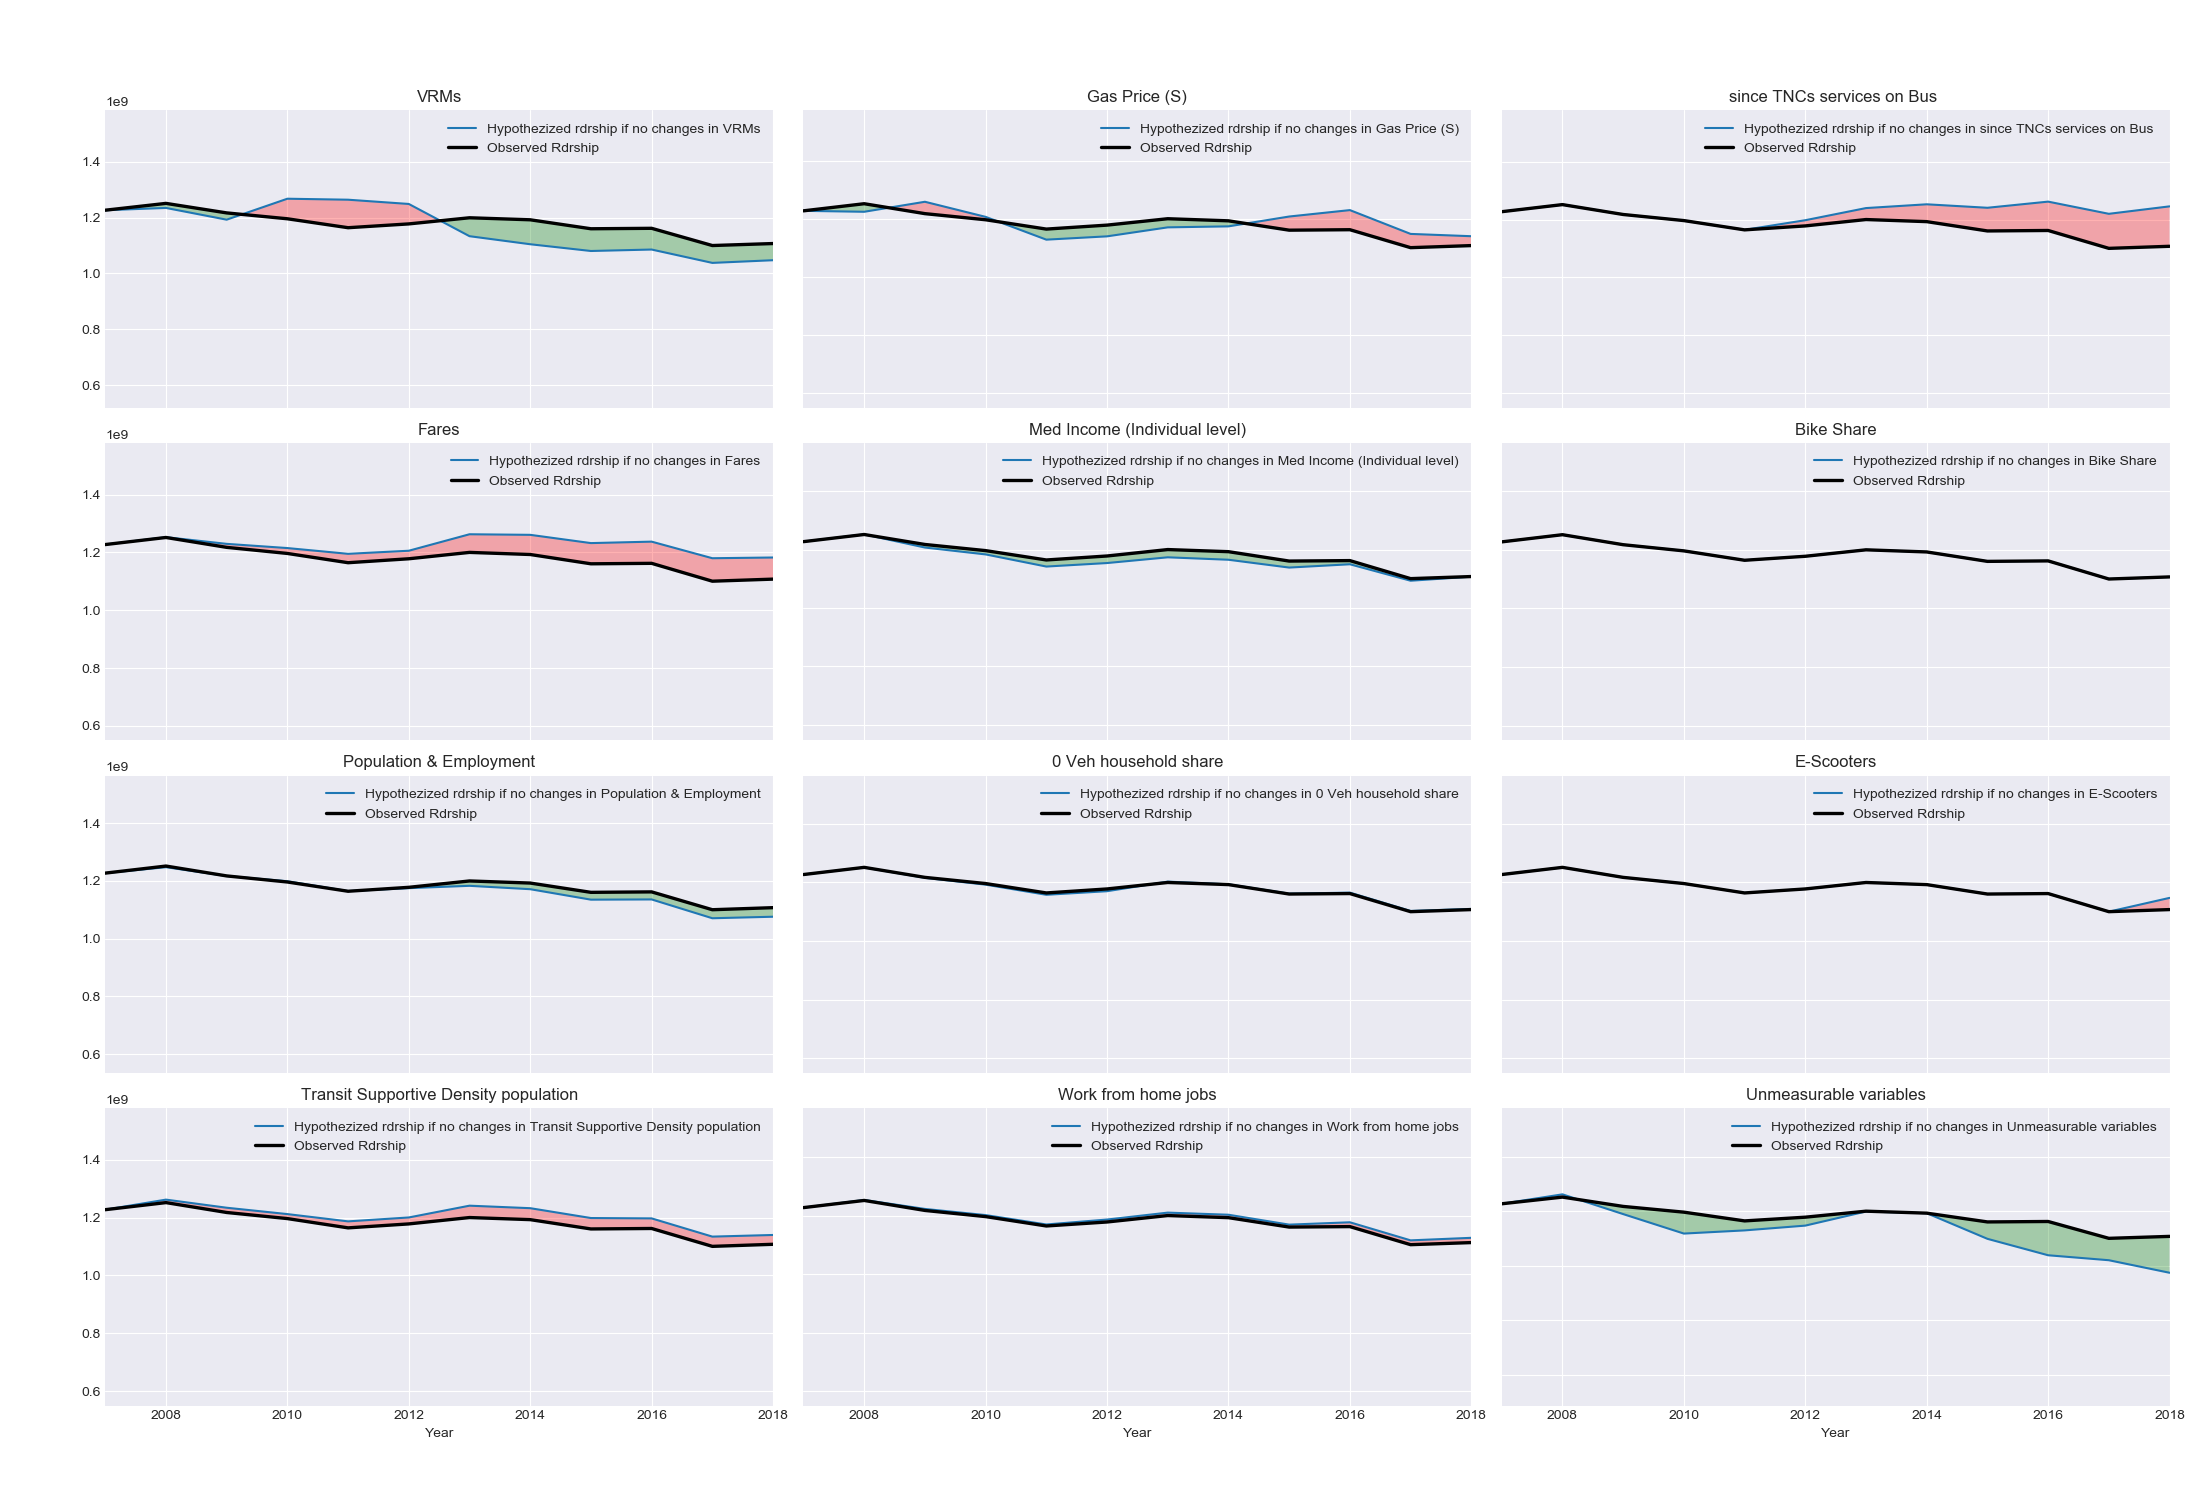 VRMs
1e9
Hypothezized rdrship if no changes in VRMs
Observed Rdrship
1.4
1.2
1.0
0.8
0.6
Gas Price (S)
Hypothezized rdrship if no changes in Gas Price (S)
Observed Rdrship
since TNCs services on Bus
Hypothezized rdrship if no changes in since TNCs services on Bus
Observed Rdrship
Fares
1e9
Hypothezized rdrship if no changes in Fares
Observed Rdrship
1.4
1.2
1.0
0.8
0.6
Med Income (Individual level)
Hypothezized rdrship if no changes in Med Income (Individual level)
Observed Rdrship
Bike Share
Hypothezized rdrship if no changes in Bike Share
Observed Rdrship
Population & Employment
1e9
Hypothezized rdrship if no changes in Population & Employment
Observed Rdrship
1.4
1.2
1.0
0.8
0.6
0 Veh household share
Hypothezized rdrship if no changes in 0 Veh household share
Observed Rdrship
E-Scooters
Hypothezized rdrship if no changes in E-Scooters
Observed Rdrship
Transit Supportive Density population
1e9
Hypothezized rdrship if no changes in Transit Supportive Density population
Observed Rdrship
1.4
1.2
1.0
0.8
0.6
2008 2010 2012 2014 2016 2018
Year
Work from home jobs
Hypothezized rdrship if no changes in Work from home jobs
Observed Rdrship
2008 2010 2012 2014 2016 2018
Year
Unmeasurable variables
Hypothezized rdrship if no changes in Unmeasurable variables
Observed Rdrship
2008 2010 2012 2014 2016 2018
Year